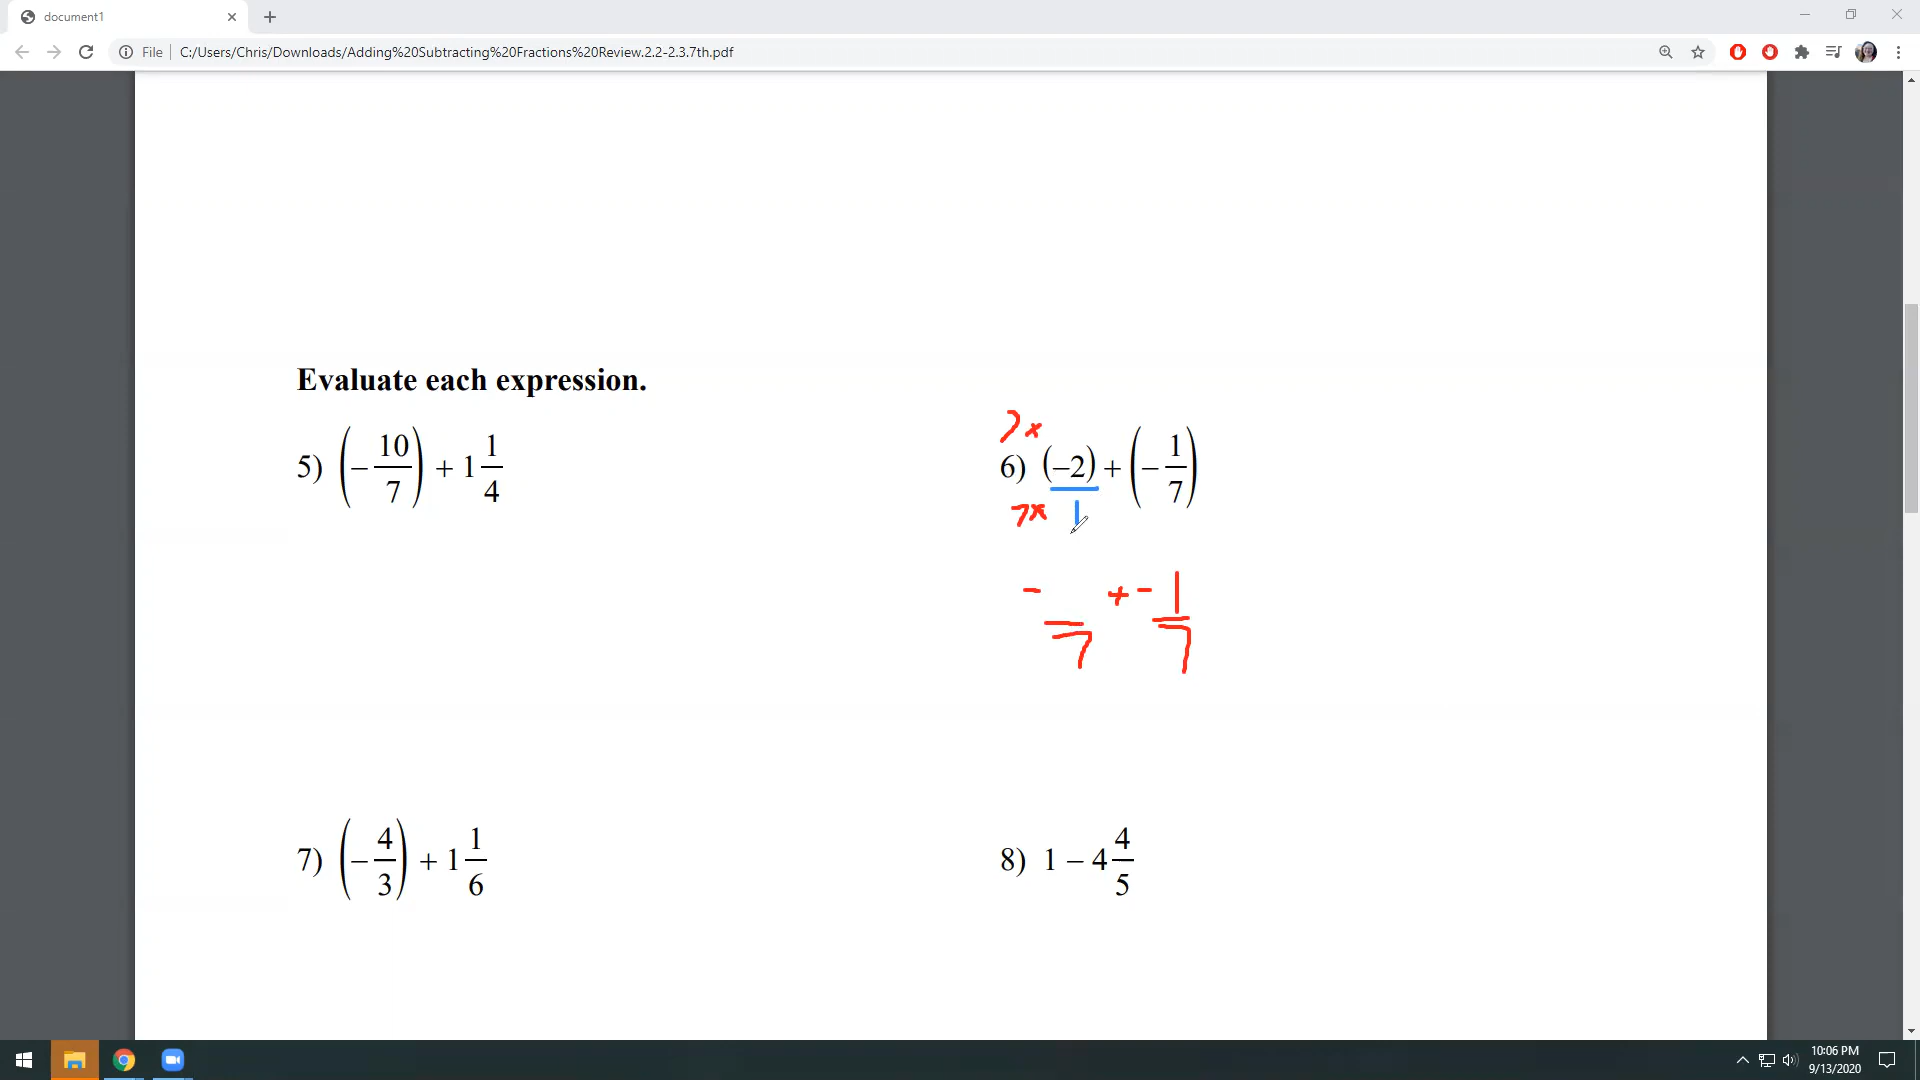 document1
File C:/Users/Chris/Downloads/Adding%20Subtracting%20Fractions%20Review.2.2-2.3.7th.pdf
Evaluate each expression.
5) (−10/7) + 1 1/4
7x
6) (−2) + (−1/7)
7x 1
- /7 + - 1/7
7) (−4/3) + 1 1/6
8) 1 − 4 4/5
10:06 PM
9/13/2020